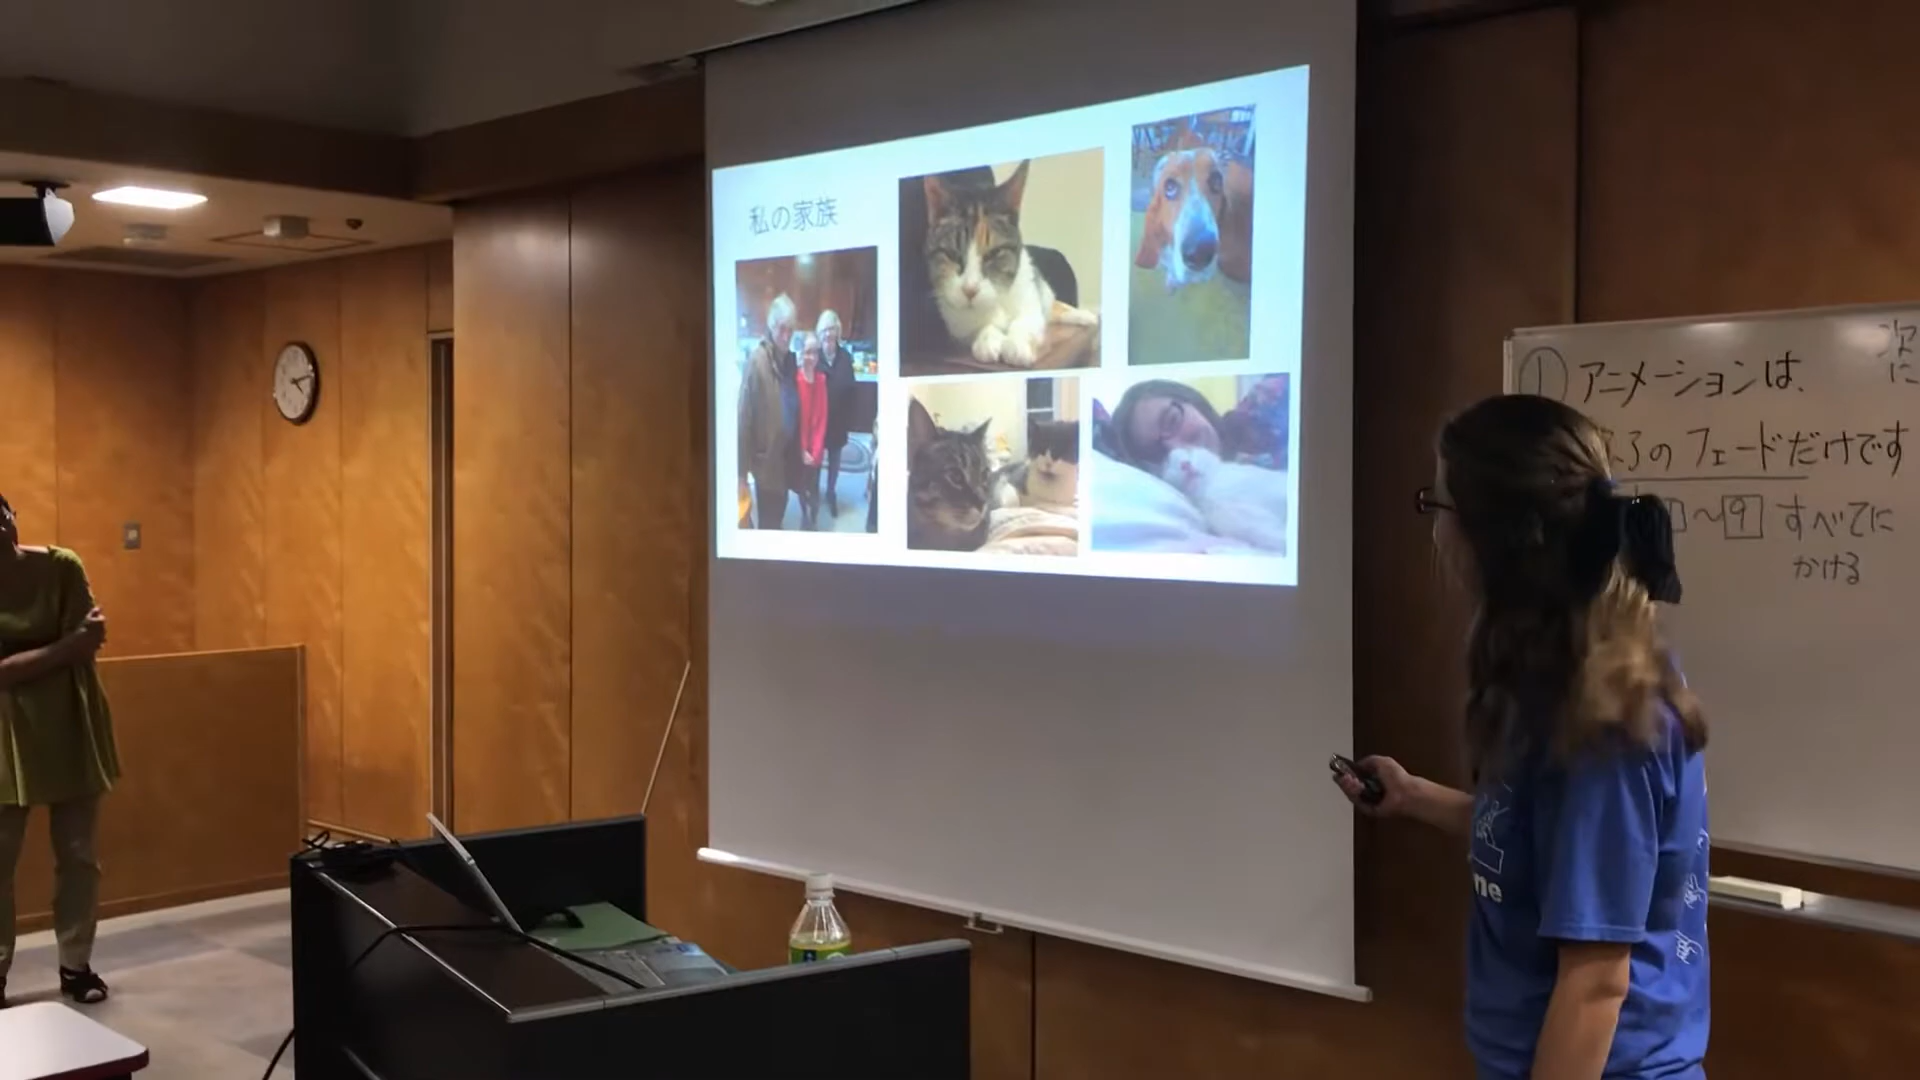 私の家族
① アニメーションは、
次に
フェードだけです
～9 すべてに
かける
ne